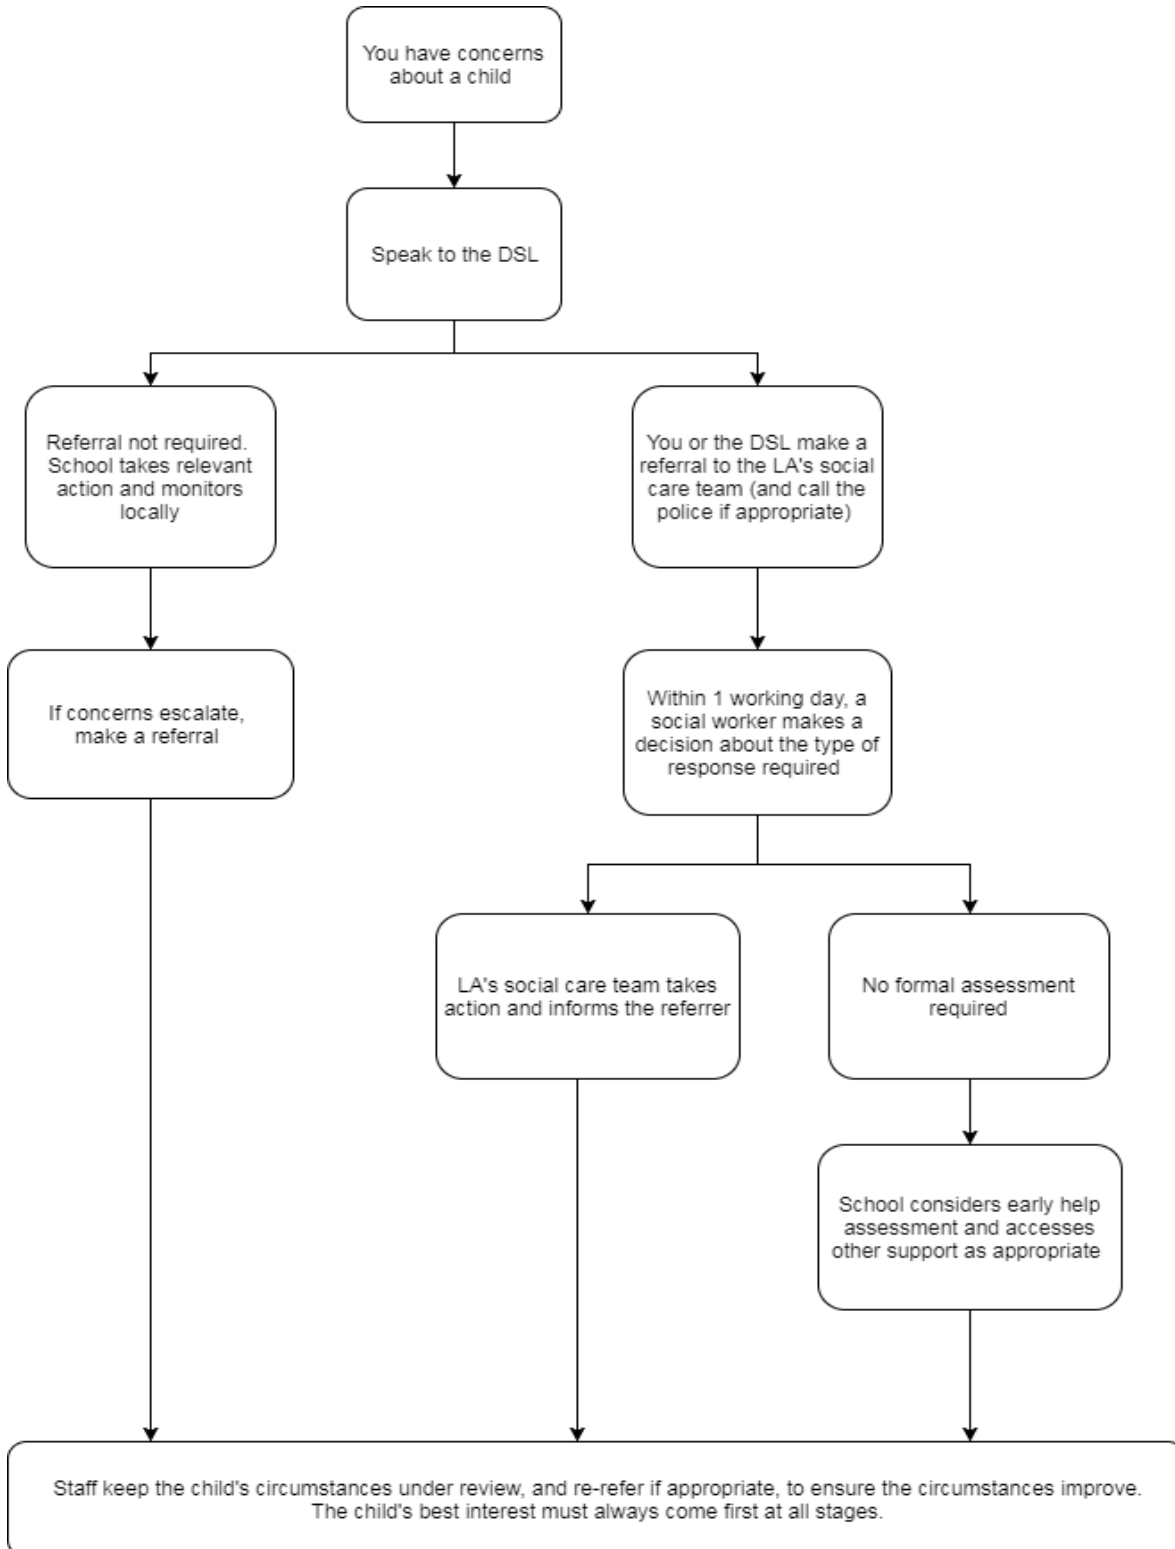 You have concerns
about a child
Speak to the DSL
Referral not required.
School takes relevant
action and monitors
locally
You or the DSL make a
referral to the LA's social
care team (and call the
police if appropriate)
If concerns escalate,
make a referral
Within 1 working day, a
social worker makes a
decision about the type of
response required
LA's social care team takes
action and informs the referrer
No formal assessment
required
School considers early help
assessment and accesses
other support as appropriate
Staff keep the child's circumstances under review, and re-refer if appropriate, to ensure the circumstances improve.
The child's best interest must always come first at all stages.